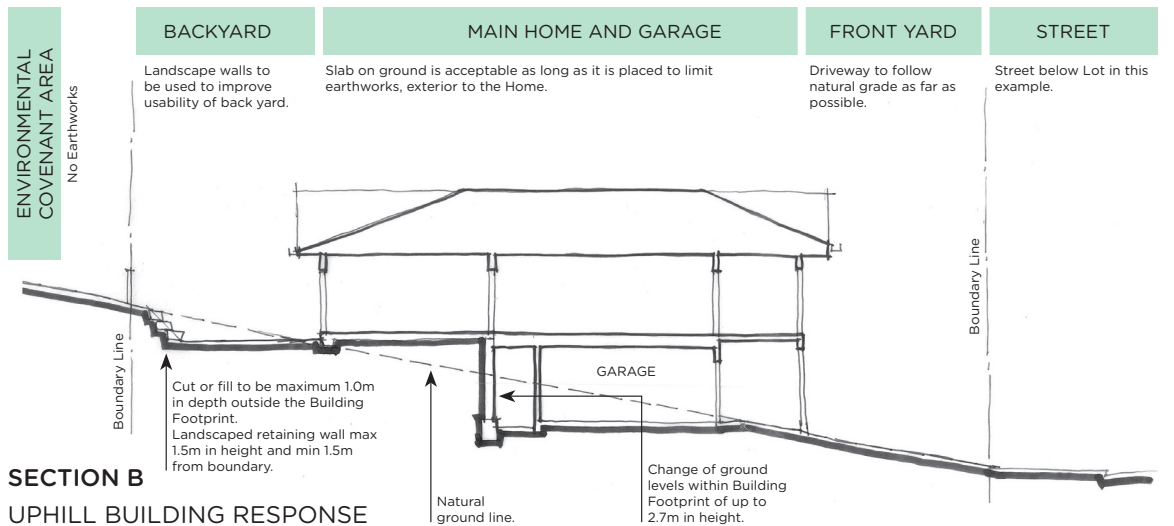 ENVIRONMENTAL
COVENANT AREA
No Earthworks
BACKYARD
Landscape walls to
be used to improve
usability of back yard.
MAIN HOME AND GARAGE
Slab on ground is acceptable as long as it is placed to limit
earthworks, exterior to the Home.
FRONT YARD
Driveway to follow
natural grade as far as
possible.
STREET
Street below Lot in this
example.
Boundary Line
Boundary Line
GARAGE
Cut or fill to be maximum 1.0m
in depth outside the Building
Footprint.
Landscaped retaining wall max
1.5m in height and min 1.5m
from boundary.
Natural
ground line.
Change of ground
levels within Building
Footprint of up to
2.7m in height.
SECTION B
UPHILL BUILDING RESPONSE